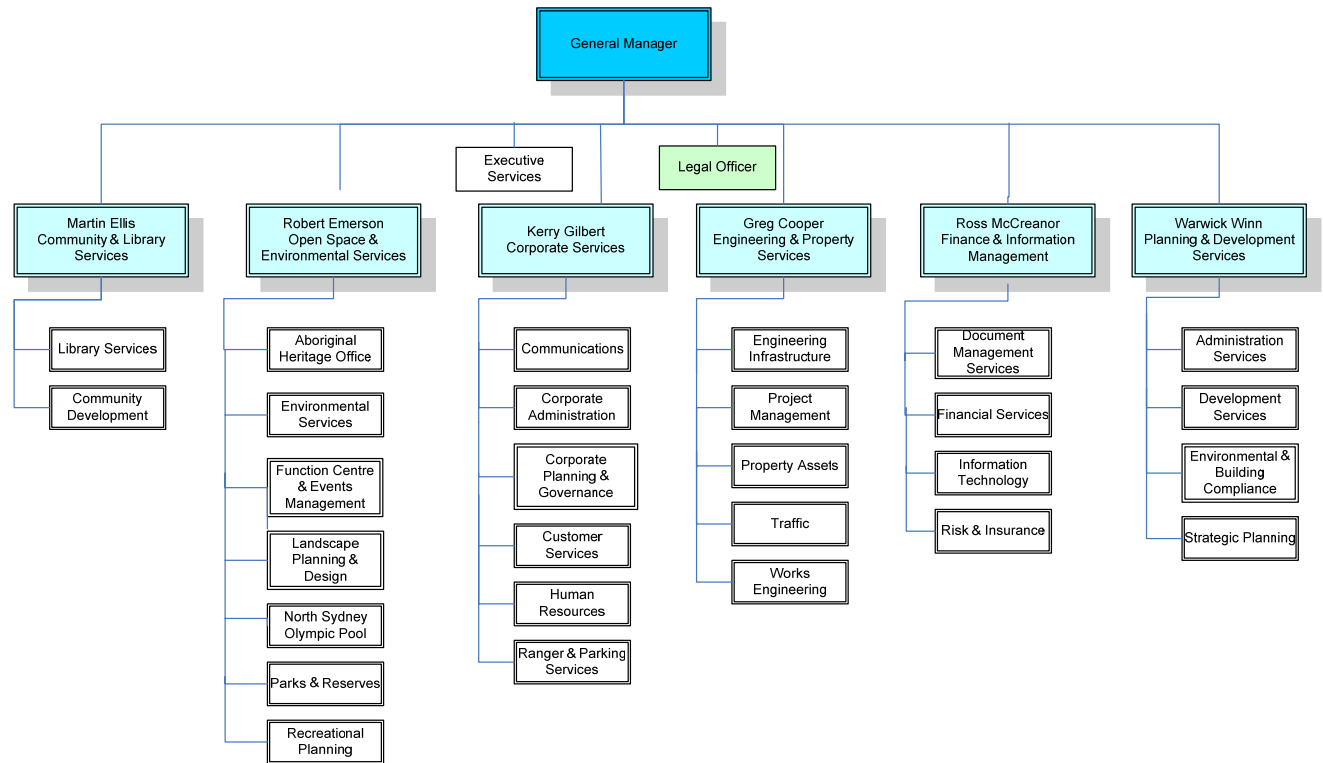 General Manager
Executive
Services
Legal Officer
Martin Ellis
Community & Library
Services
Robert Emerson
Open Space &
Environmental Services
Kerry Gilbert
Corporate Services
Greg Cooper
Engineering & Property
Services
Ross McCreanor
Finance & Information
Management
Warwick Winn
Planning & Development
Services
Library Services
Community
Development
Aboriginal
Heritage Office
Environmental
Services
Function Centre
& Events
Management
Landscape
Planning &
Design
North Sydney
Olympic Pool
Parks & Reserves
Recreational
Planning
Communications
Corporate
Administration
Corporate
Planning &
Governance
Customer
Services
Human
Resources
Ranger & Parking
Services
Engineering
Infrastructure
Project
Management
Property Assets
Traffic
Works
Engineering
Document
Management
Services
Financial Services
Information
Technology
Risk & Insurance
Administration
Services
Development
Services
Environmental &
Building
Compliance
Strategic Planning